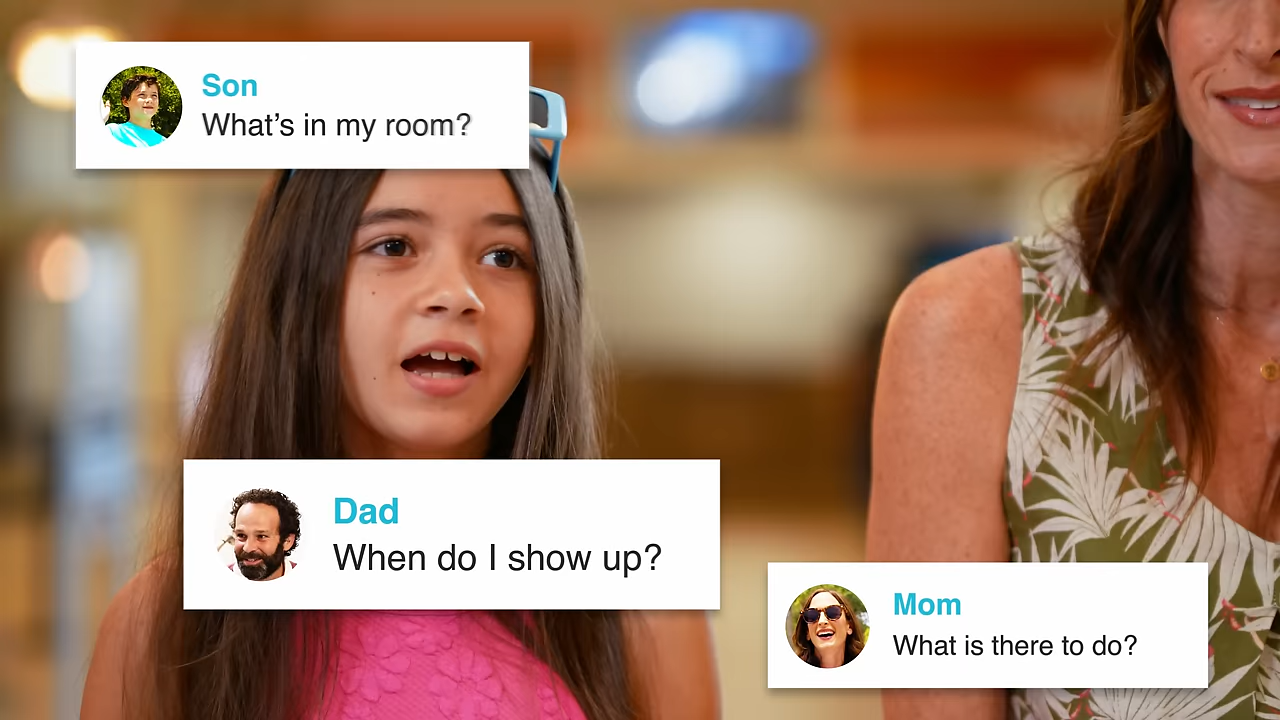 Son
What's in my room?
Dad
When do I show up?
Mom
What is there to do?